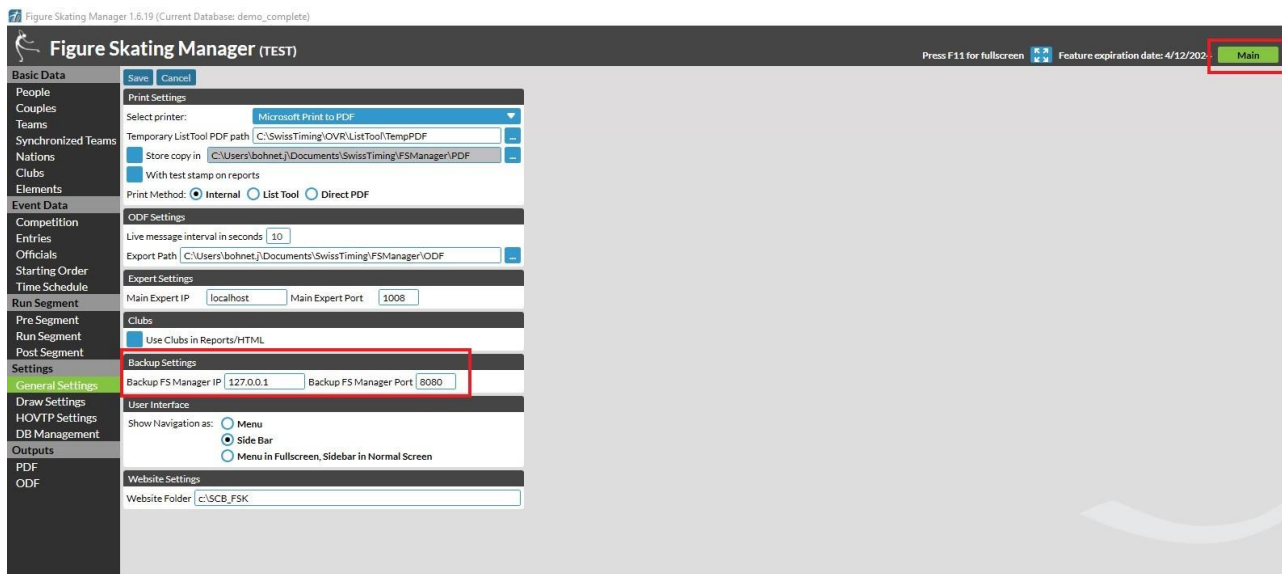 Figure Skating Manager 1.6.19 (Current Database: demo_complete)
Figure Skating Manager (TEST)
Press F11 for fullscreen Feature expiration date: 4/12/202
Main
Basic Data
People
Couples
Teams
Synchronized Teams
Nations
Clubs
Elements
Event Data
Competition
Entries
Officials
Starting Order
Time Schedule
Run Segment
Pre Segment
Run Segment
Post Segment
Settings
General Settings
Draw Settings
HOVTP Settings
DB Management
Outputs
PDF
ODF
Save Cancel
Print Settings
Select printer: Microsoft Print to PDF
Temporary ListTool PDF path C:\SwissTiming\OVR\ListTool\TempPDF ...
Store copy in C:\Users\bohnet.j\Documents\SwissTiming\FSManager\PDF ...
With test stamp on reports
Print Method: Internal List Tool Direct PDF
ODF Settings
Live message interval in seconds 10
Export Path C:\Users\bohnet.j\Documents\SwissTiming\FSManager\ODF ...
Expert Settings
Main Expert IP localhost Main Expert Port 1008
Clubs
Use Clubs in Reports/HTML
Backup Settings
Backup FS Manager IP 127.0.0.1 Backup FS Manager Port 8080
User Interface
Show Navigation as: Menu
Side Bar
Menu in Fullscreen, Sidebar in Normal Screen
Website Settings
Website Folder c:\SCB_FSK